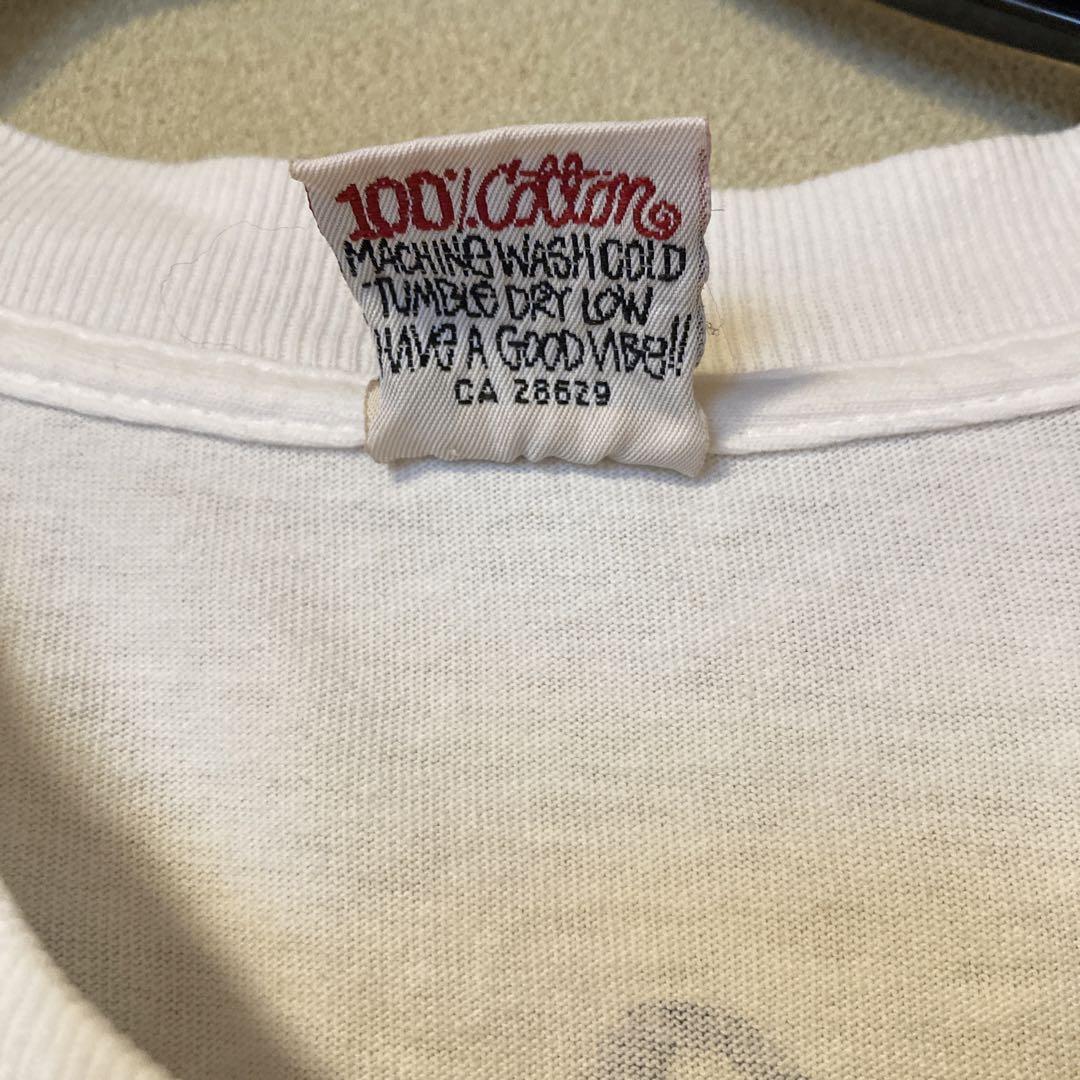 100% Cotton
MACHINE WASH COLD
TUMBLE DRY LOW
HAVE A GOOD VIBE!!
CA 28629